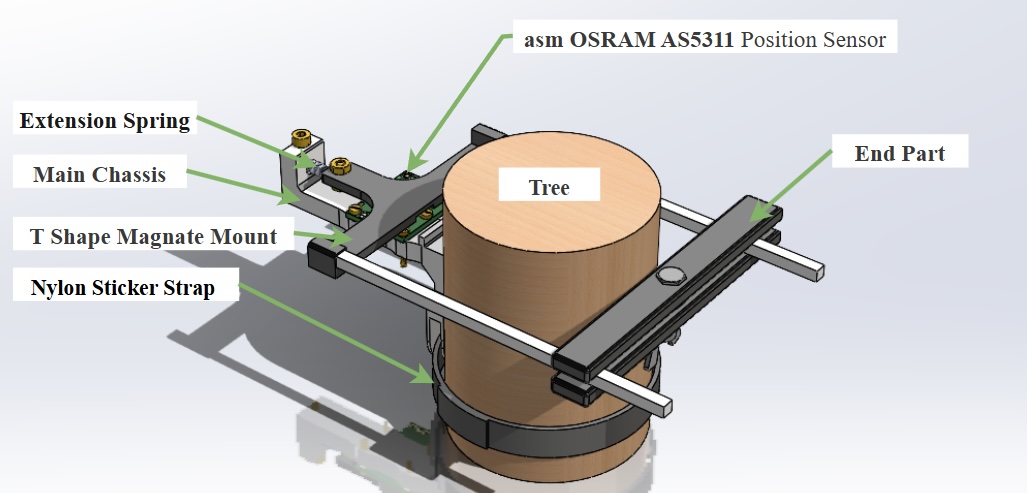 asm OSRAM AS5311 Position Sensor
Extension Spring
End Part
Main Chassis
Tree
T Shape Magnate Mount
Nylon Sticker Strap